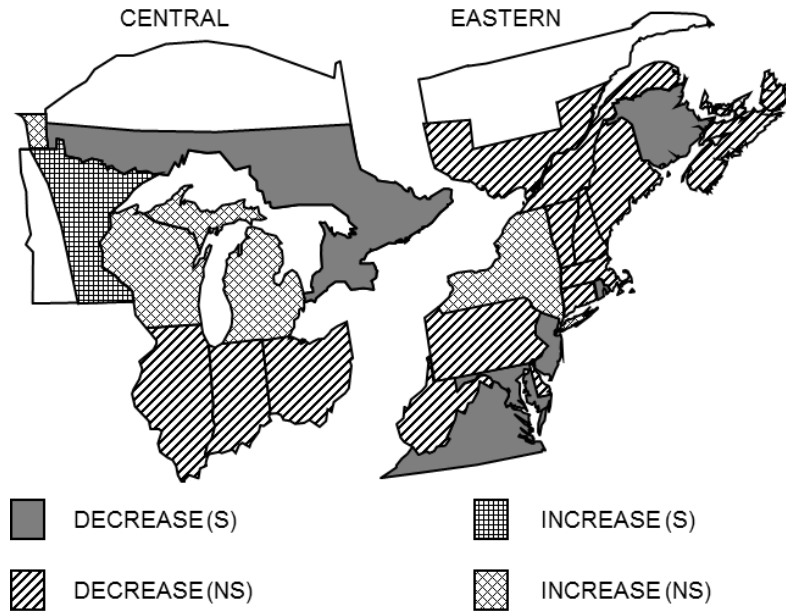 CENTRAL EASTERN
DECREASE (S) INCREASE (S)
DECREASE (NS) INCREASE (NS)